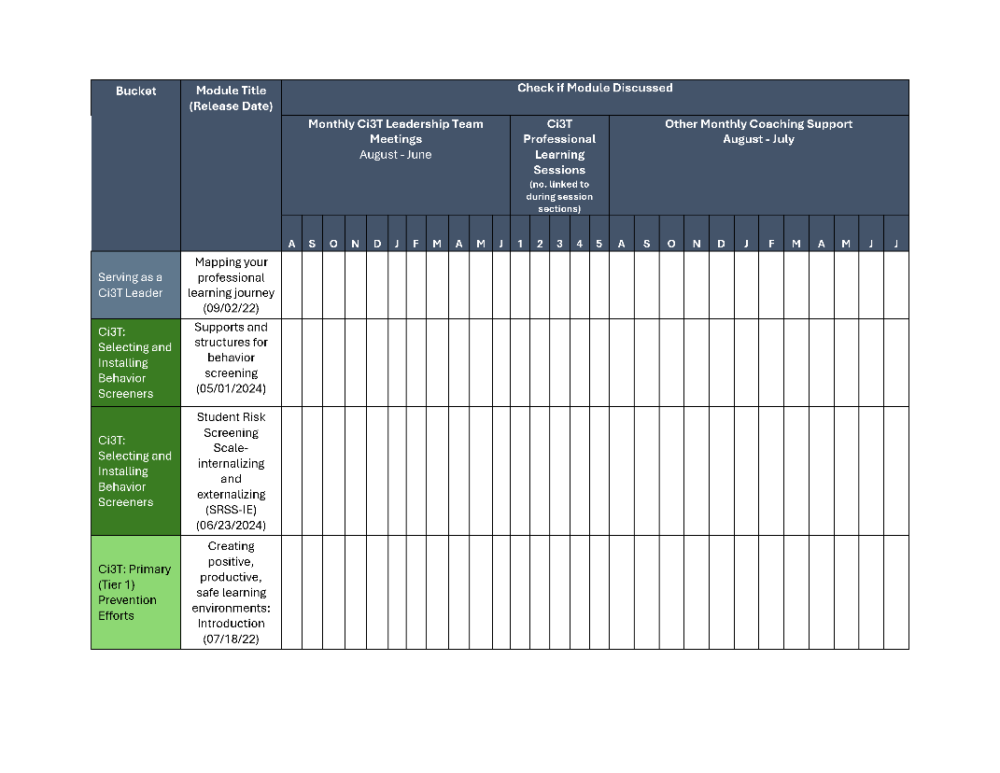 Bucket
Module Title
(Release Date)
Check if Module Discussed
Monthly Ci3T Leadership Team
Meetings
August - June
Ci3T
Professional
Learning
Sessions
(no. linked to
during session
sections)
Other Monthly Coaching Support
August - July
A S O N D J F M A M J 1 2 3 4 5 A S O N D J F M A M J J
Serving as a
Ci3T Leader
Mapping your
professional
learning journey
(09/02/22)
Ci3T:
Selecting and
Installing
Behavior
Screeners
Supports and
structures for
behavior
screening
(05/01/2024)
Ci3T:
Selecting and
Installing
Behavior
Screeners
Student Risk
Screening
Scale-
internalizing
and
externalizing
(SRSS-IE)
(06/23/2024)
Ci3T: Primary
(Tier 1)
Prevention
Efforts
Creating
positive,
productive,
safe learning
environments:
Introduction
(07/18/22)